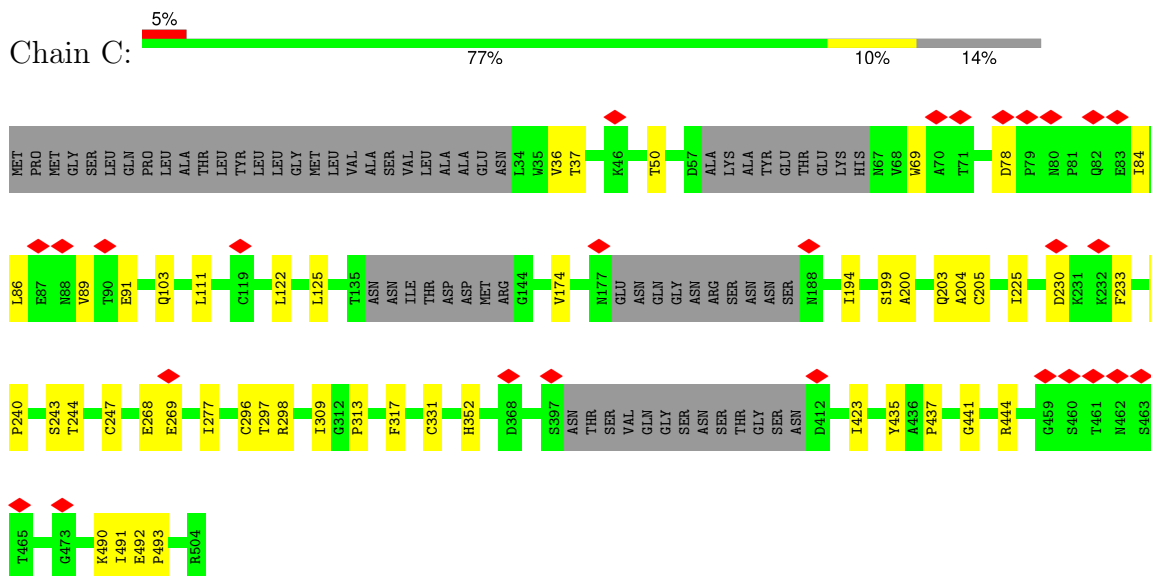 5%
Chain C:
77% 10% 14%
MET PRO MET GLY SER LEU LEU GLN PRO LEU ALA THR LEU TYR LEU LEU GLY MET LEU VAL ALA SER VAL LEU ALA ALA GLU ASN L34 W35 V36 T37 K46 T50 D57 ALA LYS ALA TYR GLU THR GLU LYS HIS N67 V68 W69 A70 T71 D78 P79 N80 P81 Q82 E83 I84
L86 E87 N88 V89 T90 E91 Q103 L111 C119 L122 L125 T135 ASN ASN ILE THR ASP ASP MET ARG G144 V174 N177 GLU ASN GLN GLY ASN ARG SER ASN ASN SER N188 I194 S199 A200 Q203 A204 C205 I225 D230 K231 K232 F233
P240 S243 T244 C247 E268 E269 I277 C296 T297 R298 I309 G312 P313 F317 C331 H352 D368 S397 ASN THR SER VAL GLN GLY SER ASN SER THR GLY SER ASN D412 I423 Y435 A436 P437 G441 R444 G459 S460 T461 N462 S463
T465 G473 K490 I491 E492 P493 R504